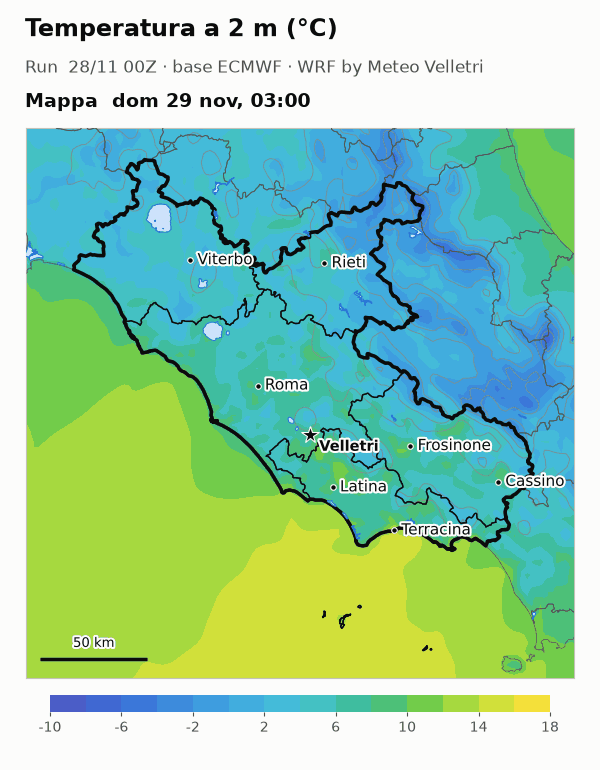 Temperatura a 2 m (°C)
Run  28/11 00Z · base ECMWF · WRF by Meteo Velletri
Mappa  dom 29 nov, 03:00
Viterbo
Rieti
Roma
Velletri
Frosinone
Latina
Cassino
Terracina
50 km
-10 -6 -2 2 6 10 14 18